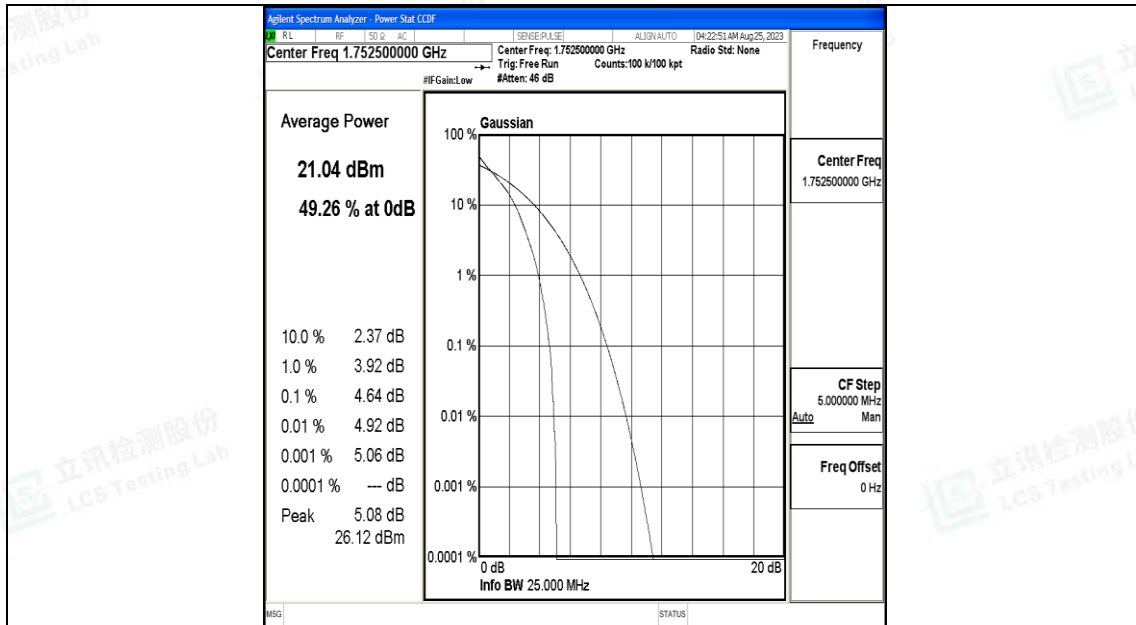 Agilent Spectrum Analyzer - Power Stat CCDF
LXI RL RF 50 Ω AC SENSE:PULSE ALIGN AUTO 04:22:51 AM Aug 25, 2023
Center Freq 1.752500000 GHz
Center Freq: 1.752500000 GHz Radio Std: None
Trig: Free Run Counts:100 k/100 kpt
#IFGain:Low #Atten: 46 dB
Frequency
Average Power
21.04 dBm
49.26 % at 0dB
10.0 % 2.37 dB
1.0 % 3.92 dB
0.1 % 4.64 dB
0.01 % 4.92 dB
0.001 % 5.06 dB
0.0001 % --- dB
Peak 5.08 dB
26.12 dBm
Gaussian
100 %
10 %
1 %
0.1 %
0.01 %
0.001 %
0.0001 %
0 dB 20 dB
Info BW 25.000 MHz
Center Freq
1.752500000 GHz
CF Step
5.000000 MHz
Auto Man
Freq Offset
0 Hz
MSG STATUS
立讯检测股份
LCS Testing Lab
立讯检测股份